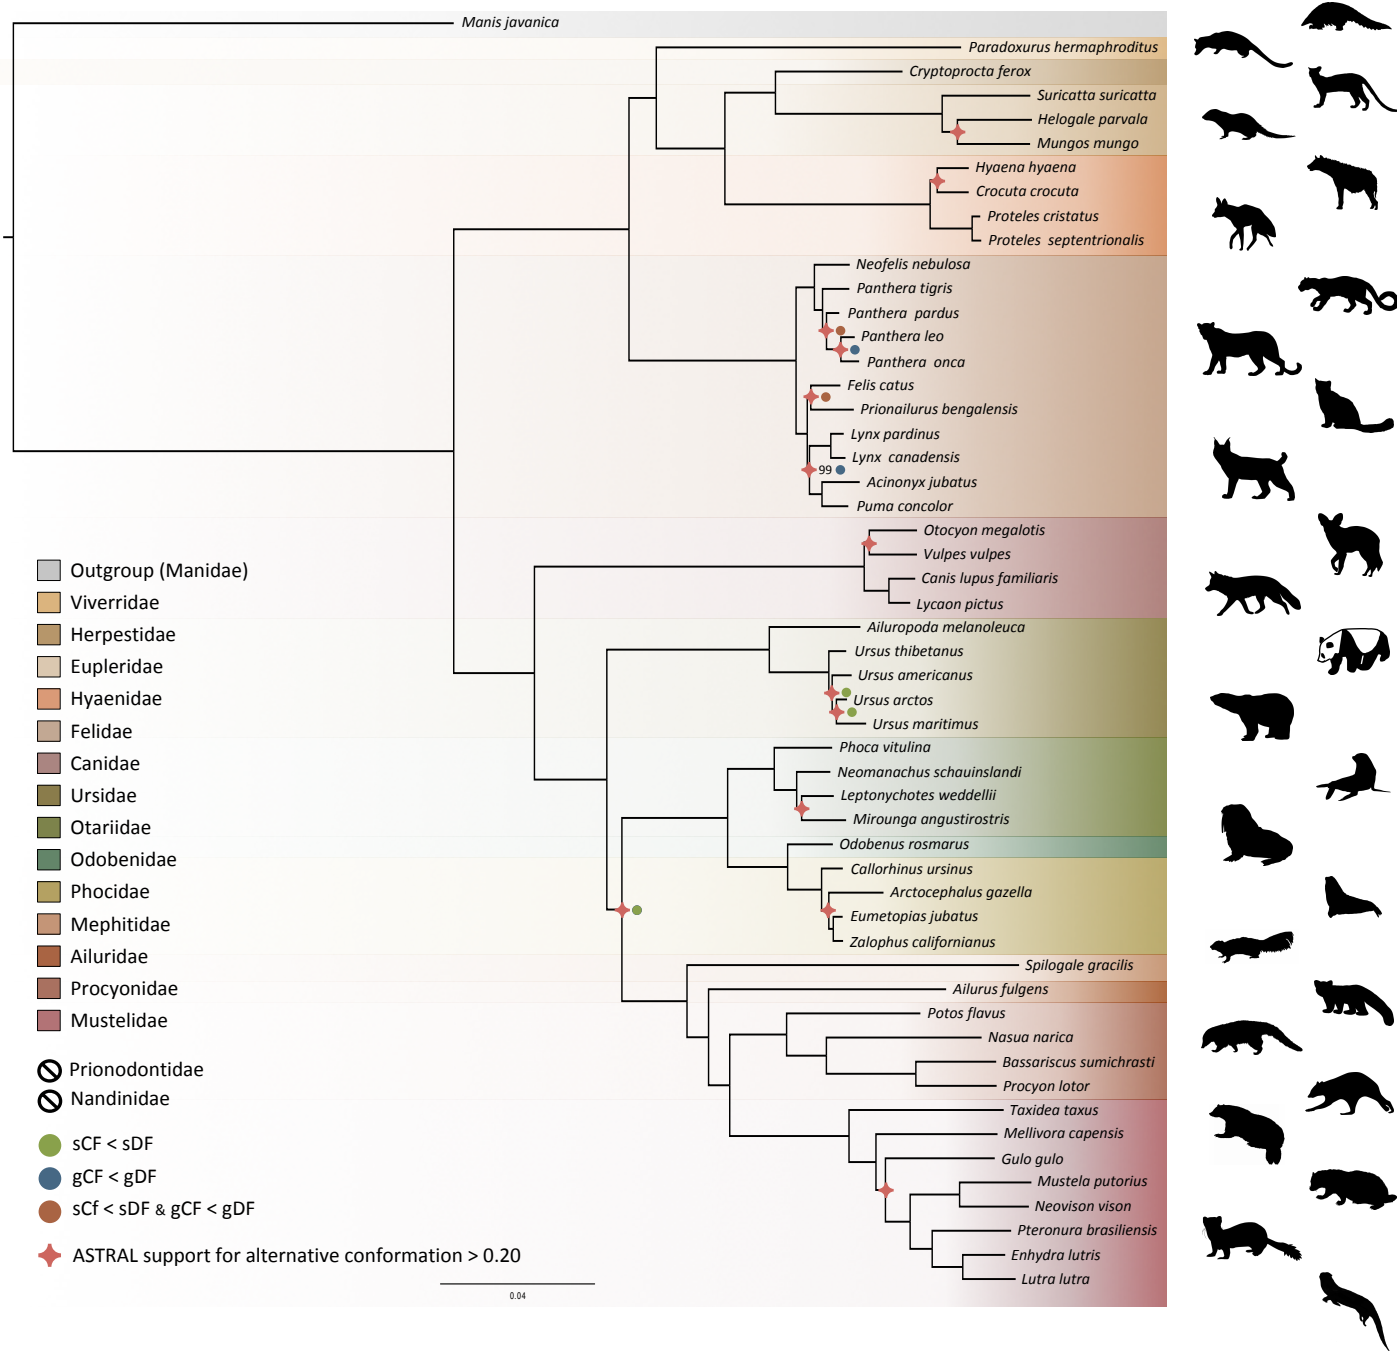 Manis javanica
Paradoxurus hermaphroditus
Cryptoprocta ferox
Suricatta suricatta
Helogale parvala
Mungos mungo
Hyaena hyaena
Crocuta crocuta
Proteles cristatus
Proteles septentrionalis
Neofelis nebulosa
Panthera tigris
Panthera pardus
Panthera leo
Panthera onca
Felis catus
Prionailurus bengalensis
Lynx pardinus
Lynx canadensis
99
Acinonyx jubatus
Puma concolor
Otocyon megalotis
Vulpes vulpes
Canis lupus familiaris
Lycaon pictus
Ailuropoda melanoleuca
Ursus thibetanus
Ursus americanus
Ursus arctos
Ursus maritimus
Phoca vitulina
Neomanachus schauinslandi
Leptonychotes weddellii
Mirounga angustirostris
Odobenus rosmarus
Callorhinus ursinus
Arctocephalus gazella
Eumetopias jubatus
Zalophus californianus
Spilogale gracilis
Ailurus fulgens
Potos flavus
Nasua narica
Bassariscus sumichrasti
Procyon lotor
Taxidea taxus
Mellivora capensis
Gulo gulo
Mustela putorius
Neovison vison
Pteronura brasiliensis
Enhydra lutris
Lutra lutra
Outgroup (Manidae)
Viverridae
Herpestidae
Eupleridae
Hyaenidae
Felidae
Canidae
Ursidae
Otariidae
Odobenidae
Phocidae
Mephitidae
Ailuridae
Procyonidae
Mustelidae
Prionodontidae
Nandinidae
sCF < sDF
gCF < gDF
sCf < sDF & gCF < gDF
ASTRAL support for alternative conformation > 0.20
0.04